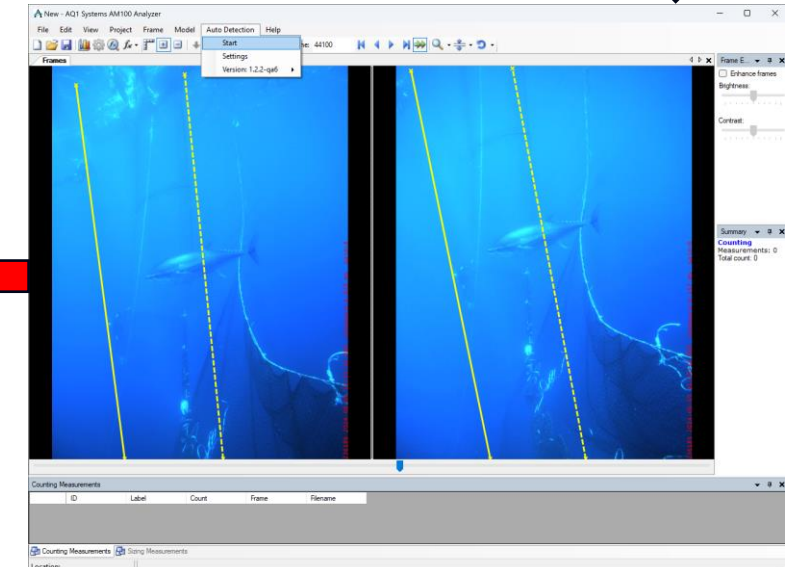 New - AQ1 Systems AM100 Analyzer
File Edit View Project Frame Model Auto Detection Help
Start
Settings
Version: 1.2.2-qa6
44100
Frames
Frame E...
Enhance frames
Brightness:
Contrast:
Summary
Counting
Measurements: 0
Total count: 0
Counting Measurements
ID Label Count Frame Filename
Counting Measurements Sizing Measurements
Location: